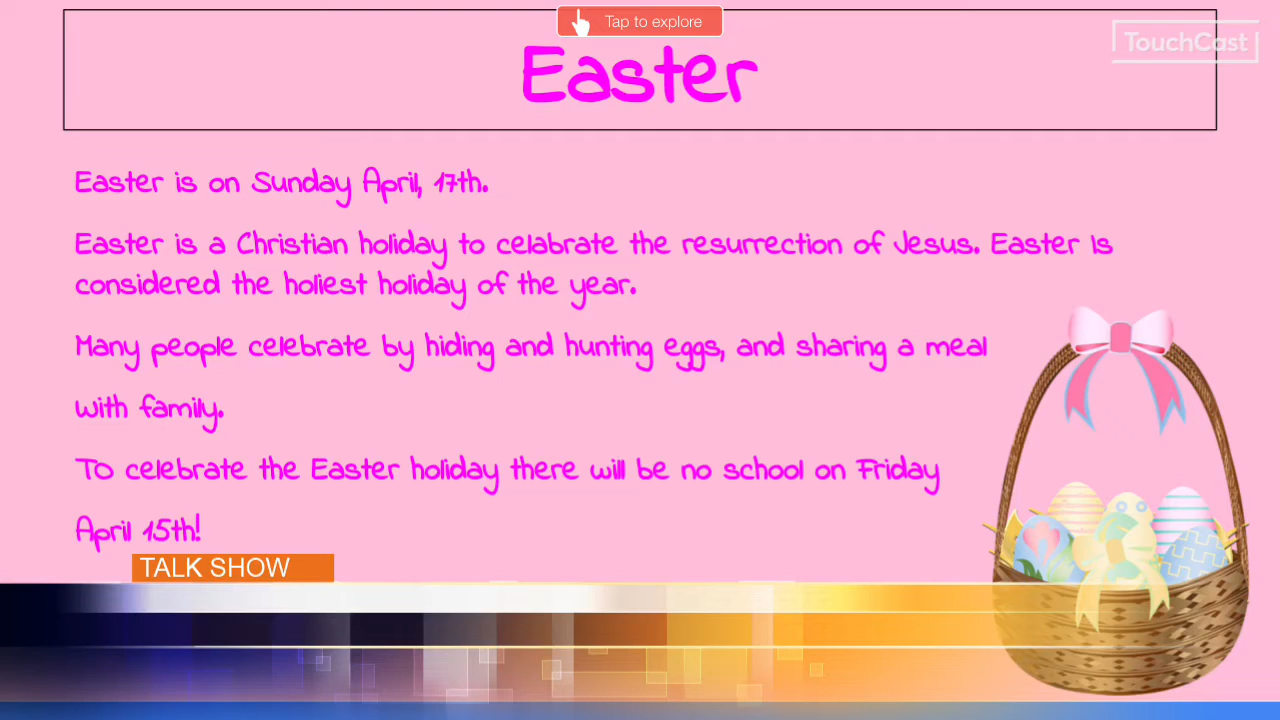 Tap to explore
TouchCast
Easter
Easter is on Sunday April, 17th.
Easter is a Christian holiday to celabrate the resurrection of Jesus. Easter Is
considered the holiest holiday of the year.
Many people celebrate by hiding and hunting eggs, and sharing a meal
with family.
TO celebrate the Easter holiday there will be no school on Friday
April 15th!
TALK SHOW